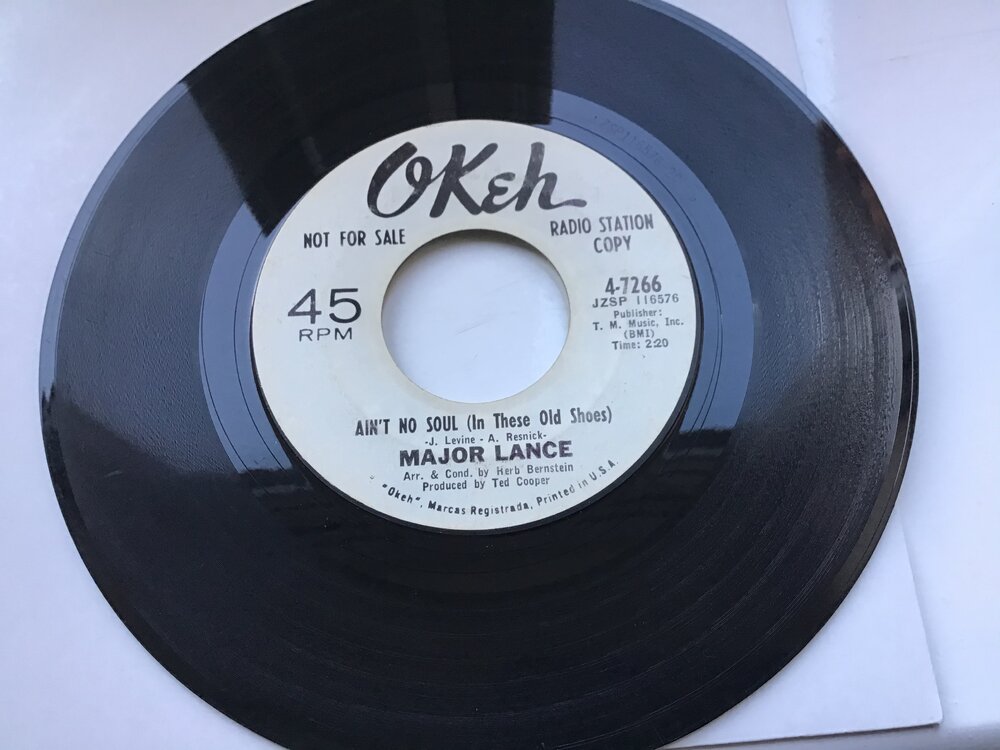 OKeh
NOT FOR SALE
RADIO STATION
COPY
45
RPM
4-7266
JZSP 116576
Publisher:
T. M. Music, Inc.
(BMI)
Time: 2:20
AIN'T NO SOUL (In These Old Shoes)
-J. Levine - A. Resnick-
MAJOR LANCE
Arr. & Cond. by Herb Bernstein
Produced by Ted Cooper
"Okeh", Marcas Registrada, Printed in U.S.A.